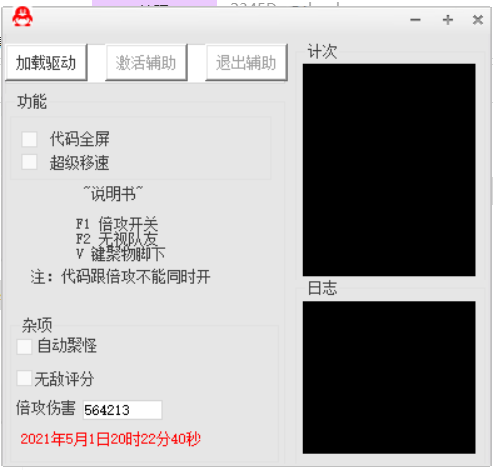 加载驱动 激活辅助 退出辅助
功能
代码全屏
超级移速
~说明书~
F1 倍攻开关
F2 无视队友
V 键聚物脚下
注: 代码跟倍攻不能同时开
杂项
自动聚怪
无敌评分
倍攻伤害 564213
2021年5月1日20时22分40秒
计次
日志